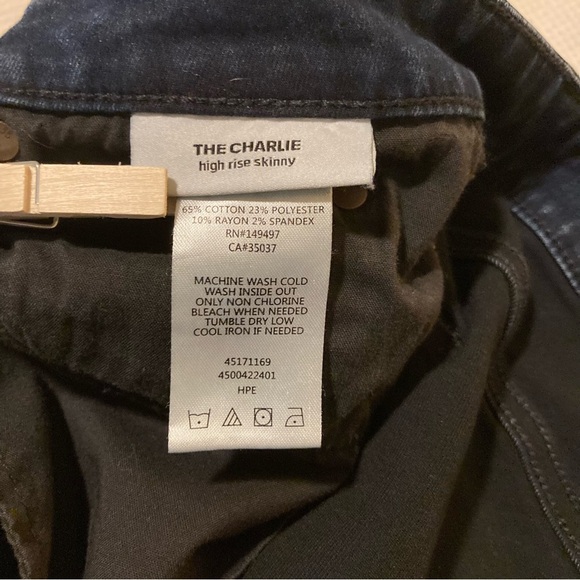 THE CHARLIE
high rise skinny
65% COTTON 23% POLYESTER
10% RAYON 2% SPANDEX
RN#149497
CA#35037
MACHINE WASH COLD
WASH INSIDE OUT
ONLY NON CHLORINE
BLEACH WHEN NEEDED
TUMBLE DRY LOW
COOL IRON IF NEEDED
45171169
4500422401
HPE